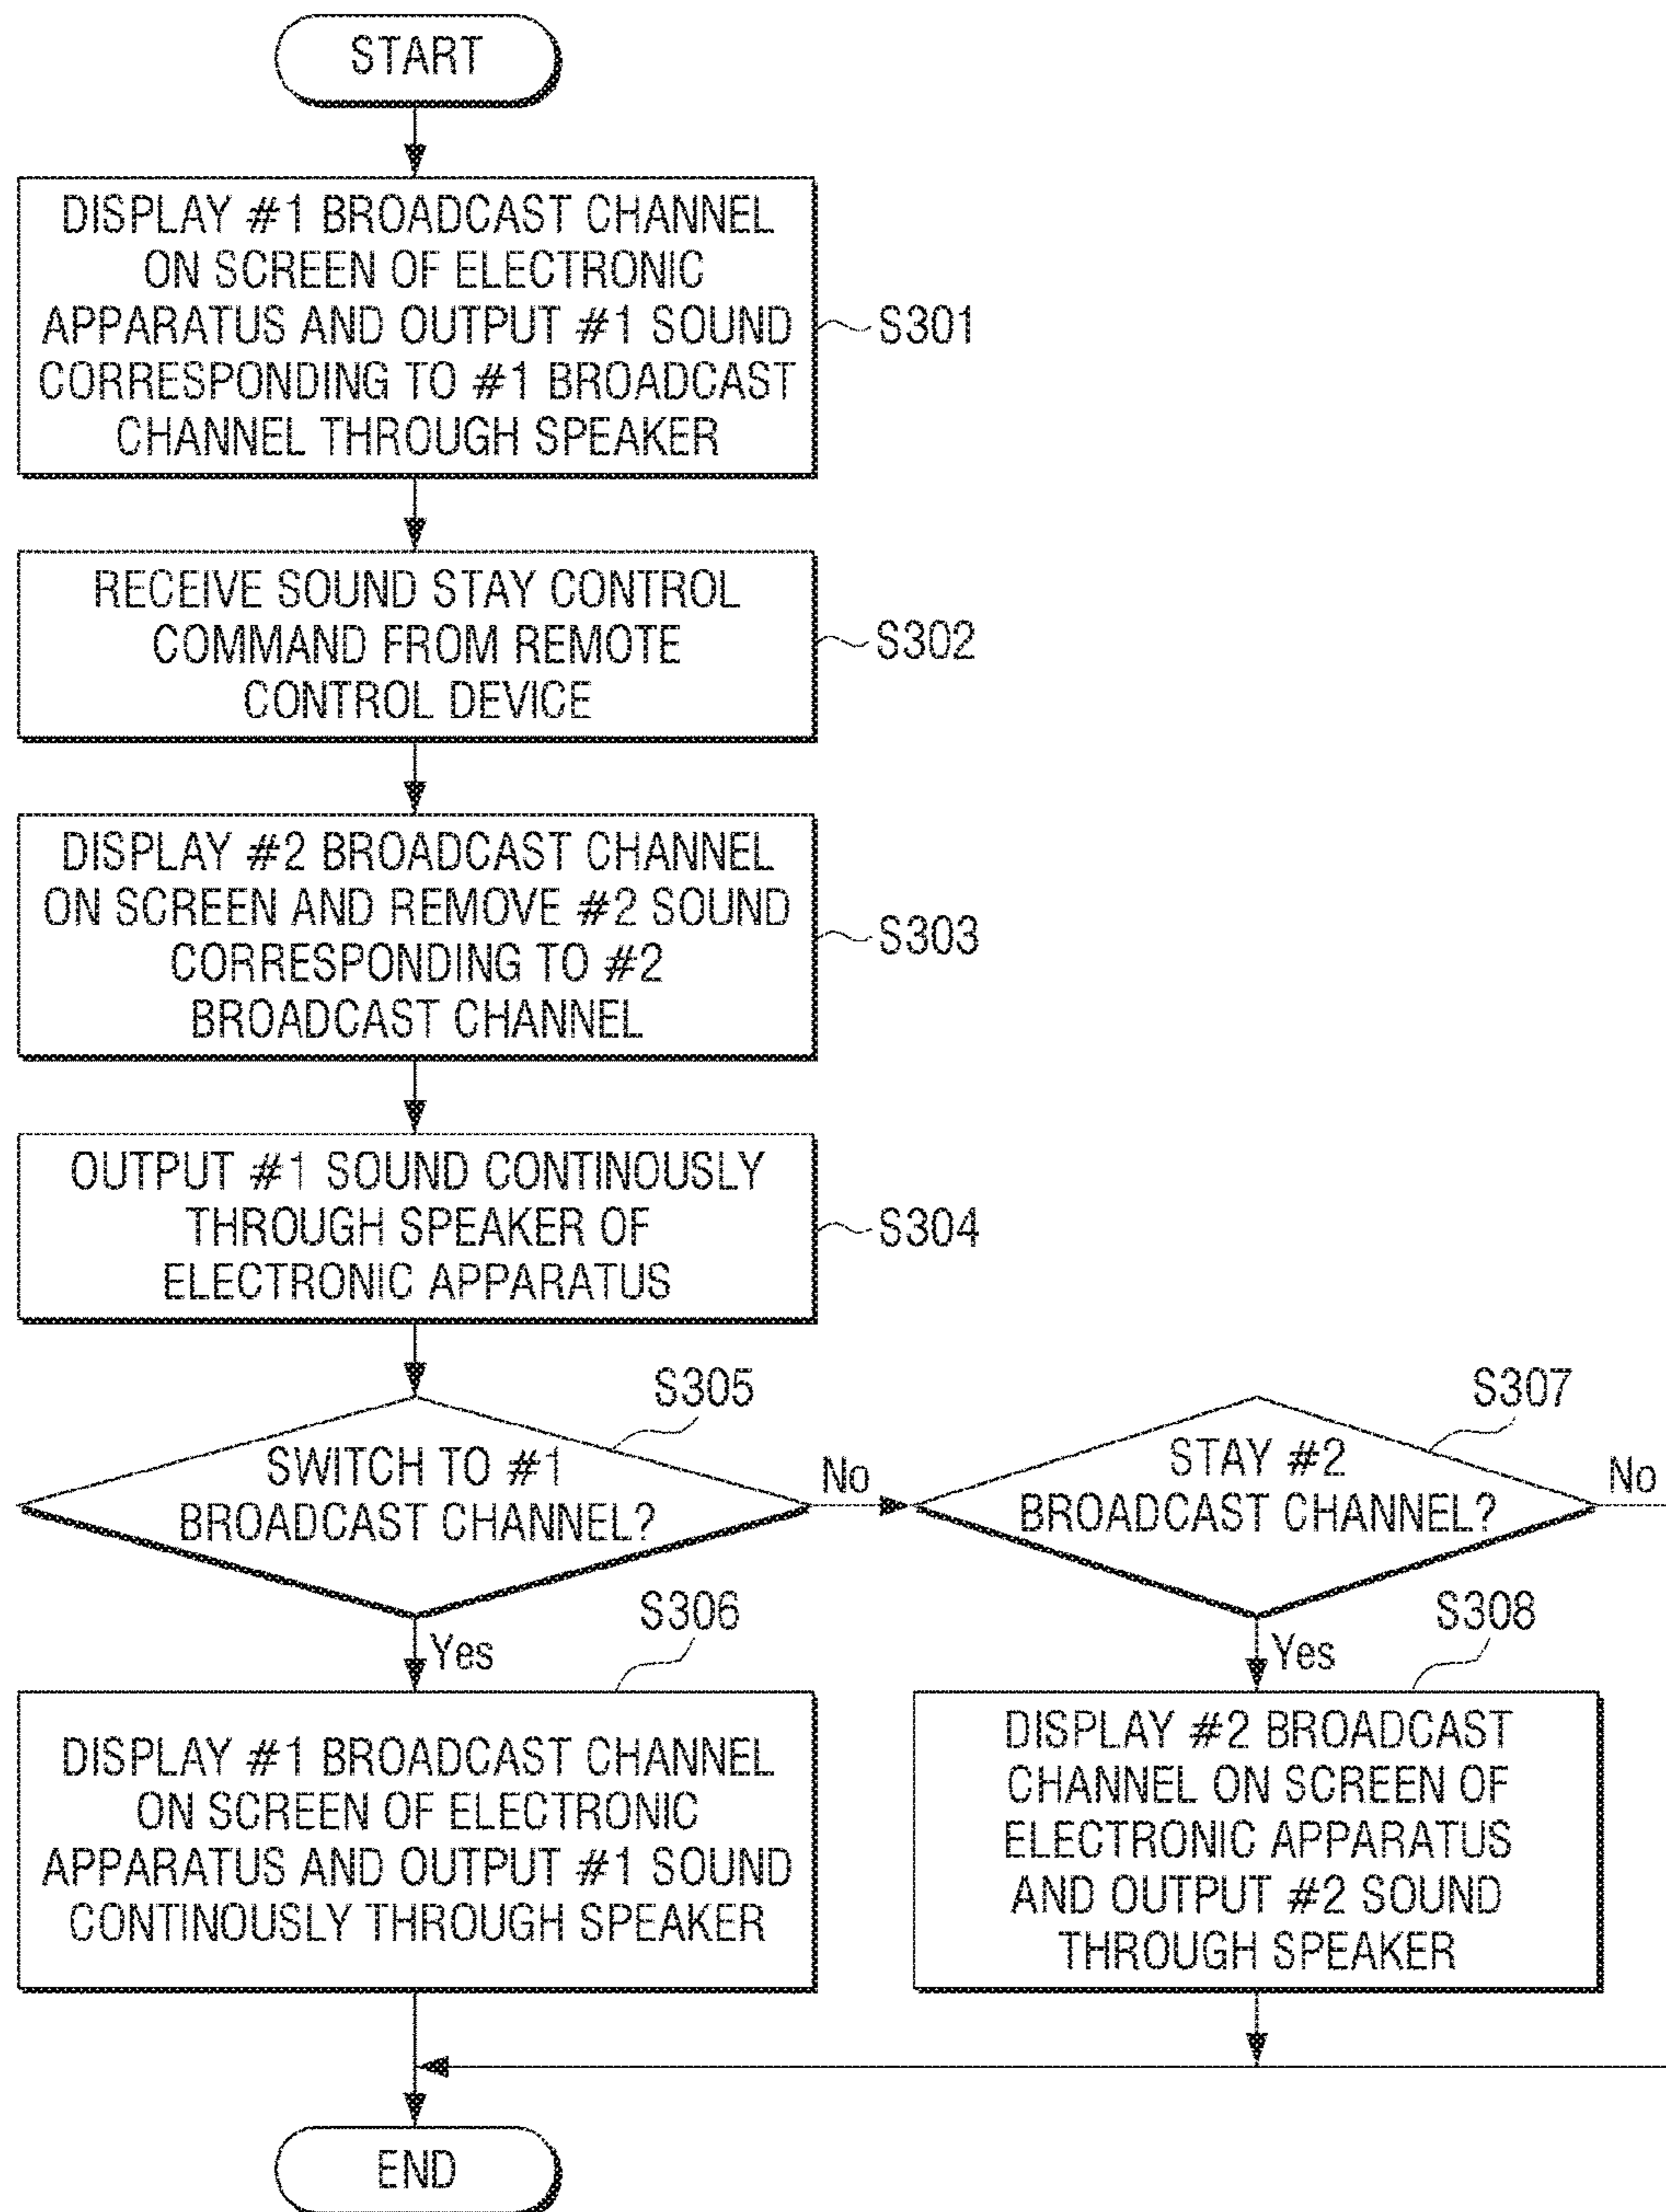 START
DISPLAY #1 BROADCAST CHANNEL
ON SCREEN OF ELECTRONIC
APPARATUS AND OUTPUT #1 SOUND
CORRESPONDING TO #1 BROADCAST
CHANNEL THROUGH SPEAKER
S301
RECEIVE SOUND STAY CONTROL
COMMAND FROM REMOTE
CONTROL DEVICE
S302
DISPLAY #2 BROADCAST CHANNEL
ON SCREEN AND REMOVE #2 SOUND
CORRESPONDING TO #2
BROADCAST CHANNEL
S303
OUTPUT #1 SOUND CONTINOUSLY
THROUGH SPEAKER OF
ELECTRONIC APPARATUS
S304
S305
SWITCH TO #1
BROADCAST CHANNEL?
No
Yes
S307
STAY #2
BROADCAST CHANNEL?
No
Yes
S306
DISPLAY #1 BROADCAST CHANNEL
ON SCREEN OF ELECTRONIC
APPARATUS AND OUTPUT #1 SOUND
CONTINOUSLY THROUGH SPEAKER
S308
DISPLAY #2 BROADCAST
CHANNEL ON SCREEN OF
ELECTRONIC APPARATUS
AND OUTPUT #2 SOUND
THROUGH SPEAKER
END